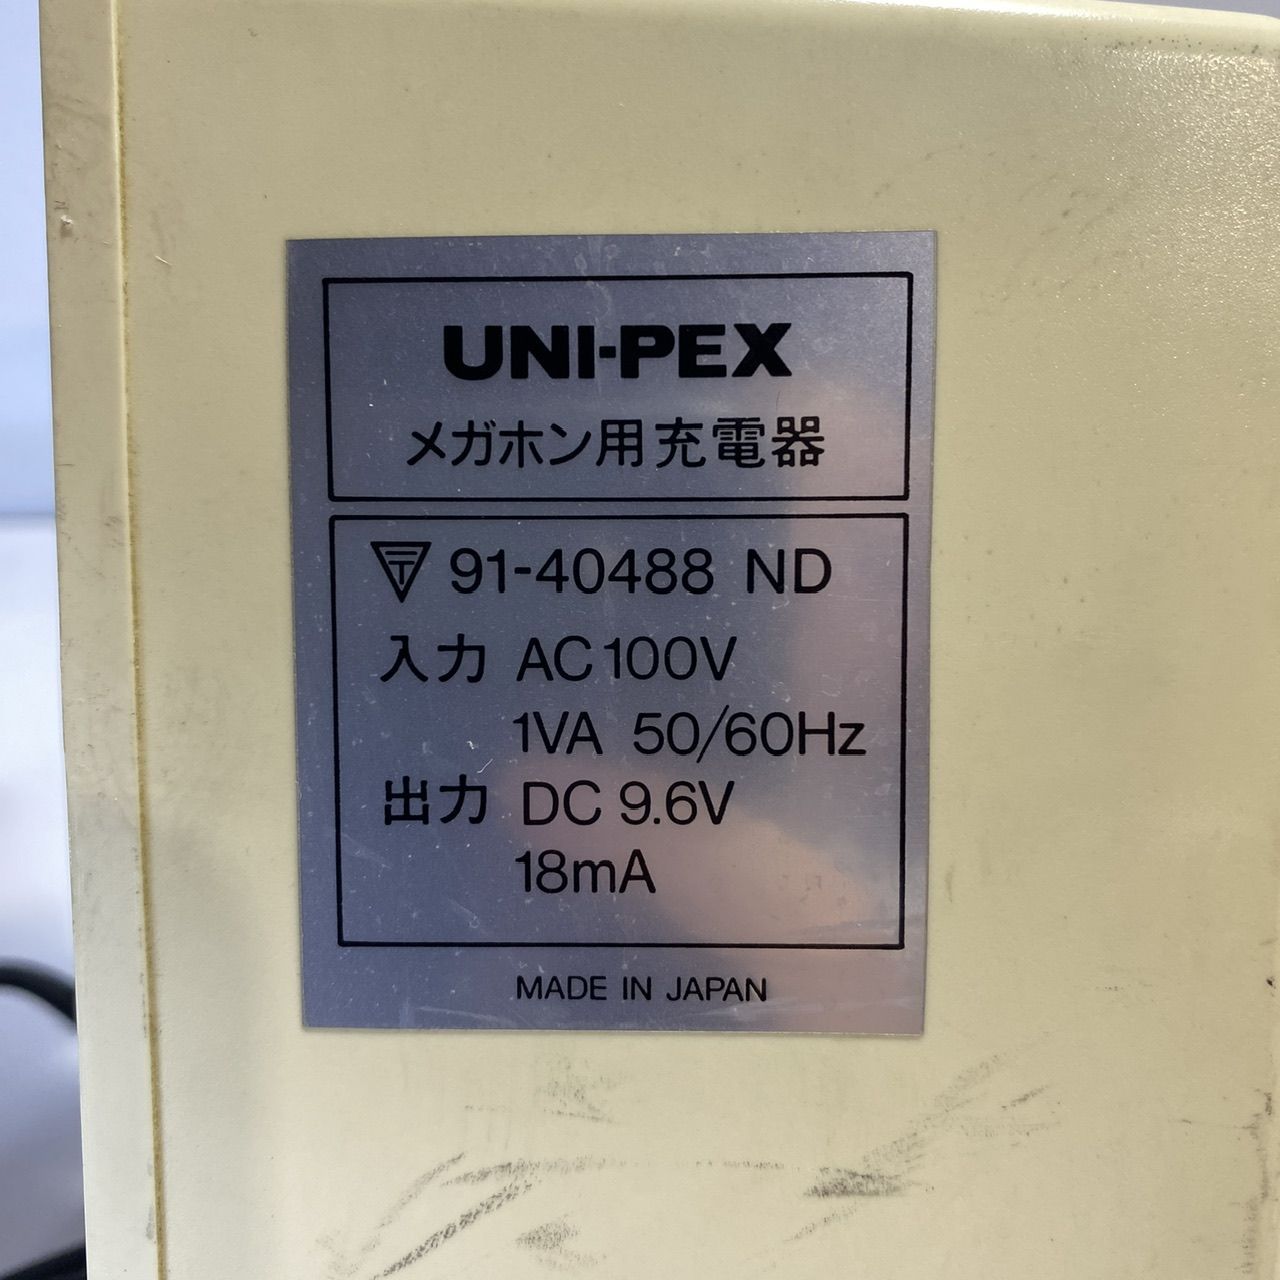 UNI-PEX
メガホン用充電器
91-40488 ND
入力 AC100V
1VA 50/60Hz
出力 DC 9.6V
18mA
MADE IN JAPAN